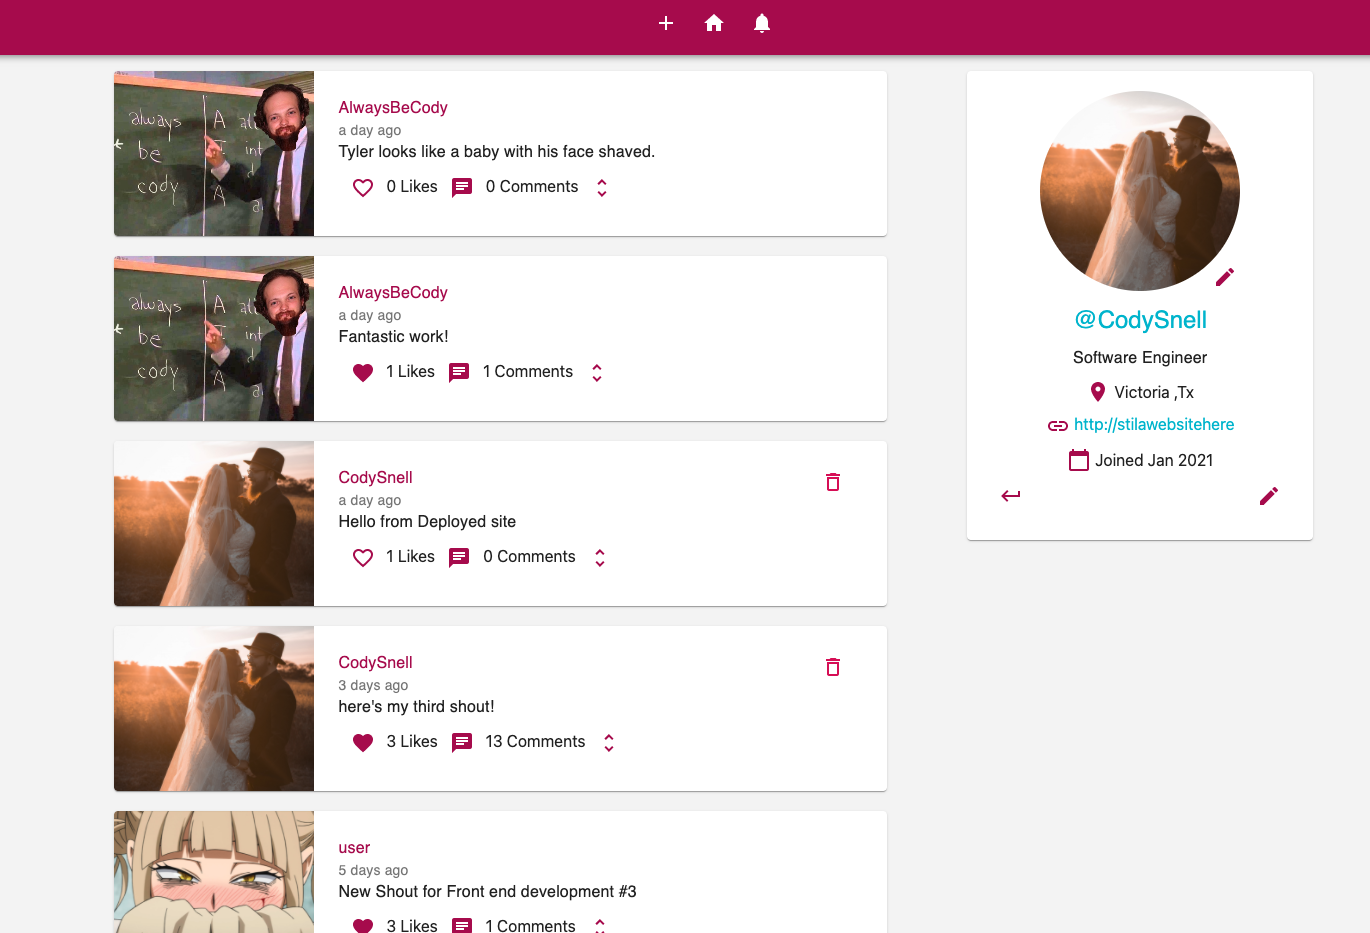 always A
be
cody A
AlwaysBeCody
a day ago
Tyler looks like a baby with his face shaved.
0 Likes 0 Comments
always A
be
cody A
AlwaysBeCody
a day ago
Fantastic work!
1 Likes 1 Comments
CodySnell
a day ago
Hello from Deployed site
1 Likes 0 Comments
CodySnell
3 days ago
here's my third shout!
3 Likes 13 Comments
user
5 days ago
New Shout for Front end development #3
3 Likes 1 Comments
@CodySnell
Software Engineer
Victoria ,Tx
http://stilawebsitehere
Joined Jan 2021